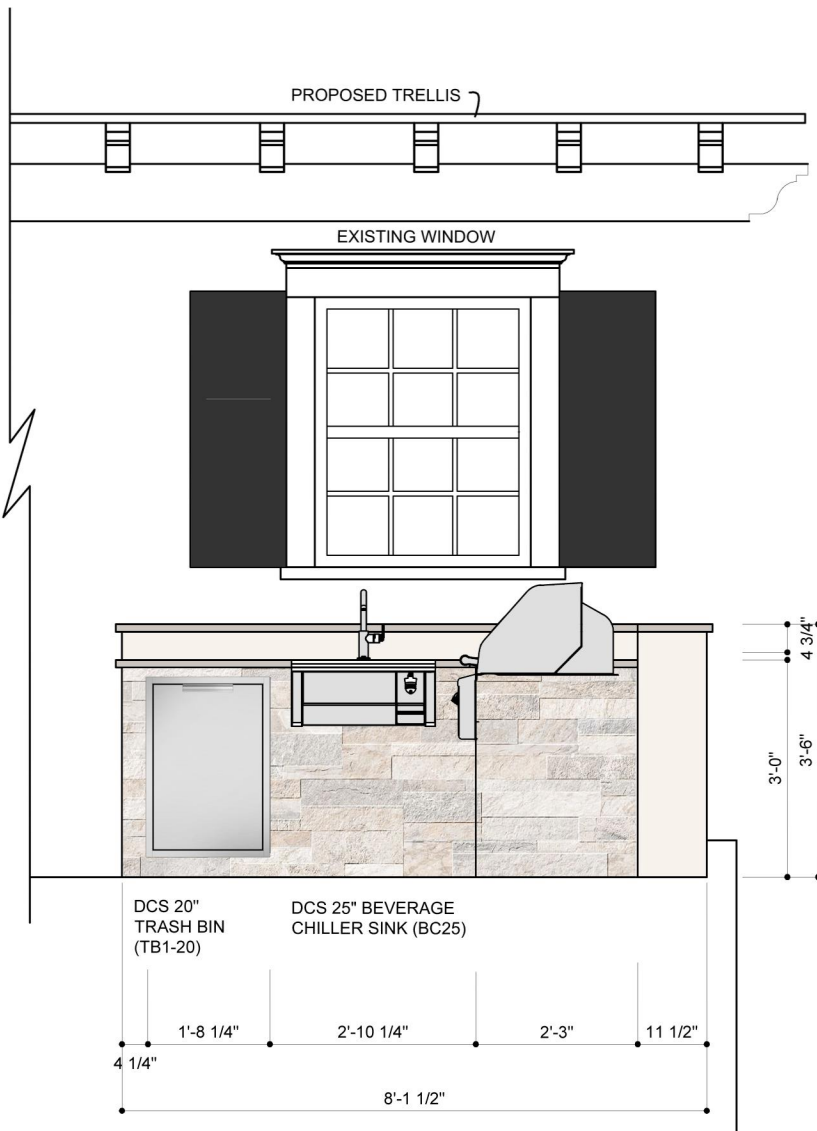 PROPOSED TRELLIS
EXISTING WINDOW
4 3/4"
3'-0"
3'-6"
DCS 20"
TRASH BIN
(TB1-20)
DCS 25" BEVERAGE
CHILLER SINK (BC25)
1'-8 1/4"
2'-10 1/4"
2'-3"
11 1/2"
4 1/4"
8'-1 1/2"